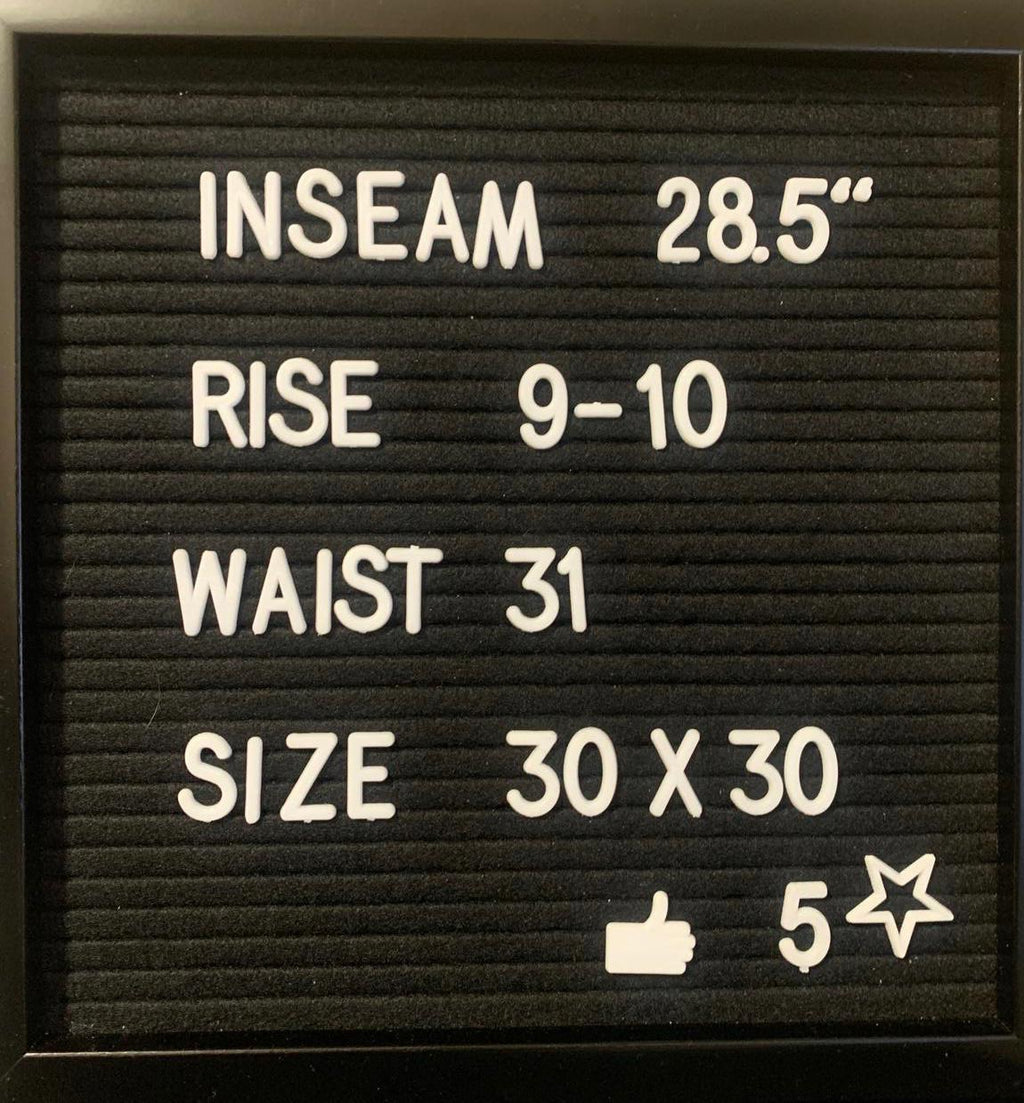 INSEAM 28.5“
RISE 9-10
WAIST 31
SIZE 30 X 30
5